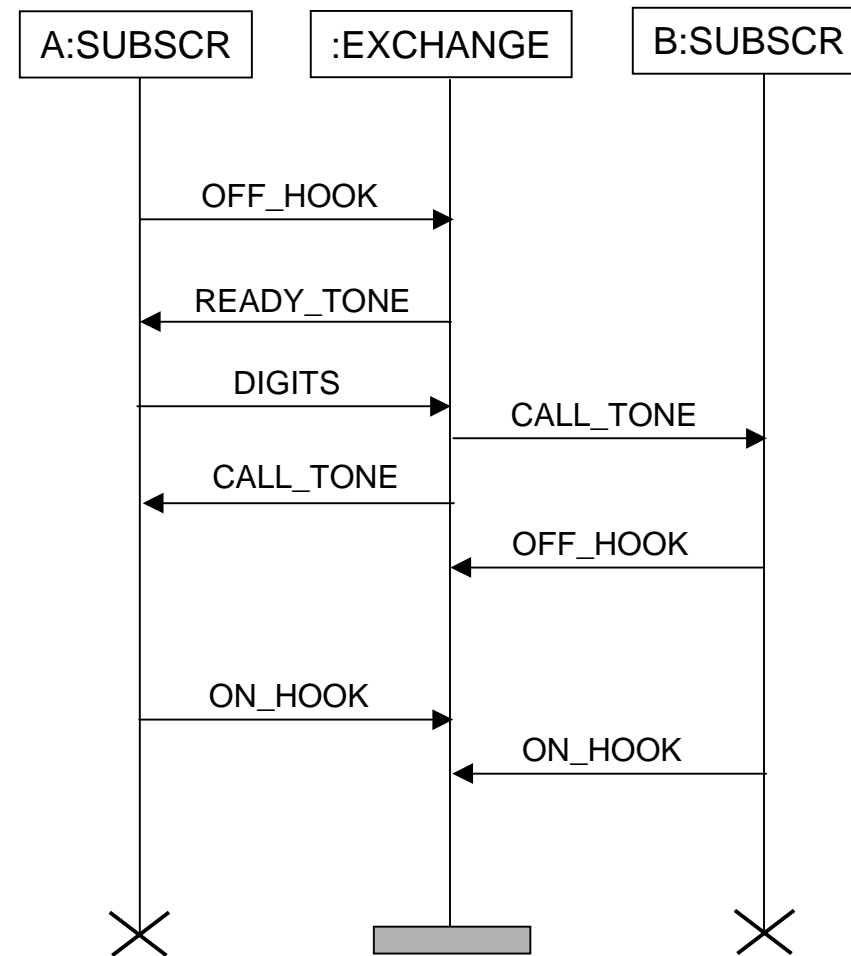 A:SUBSCR
:EXCHANGE
B:SUBSCR
OFF_HOOK
READY_TONE
DIGITS
CALL_TONE
CALL_TONE
OFF_HOOK
ON_HOOK
ON_HOOK